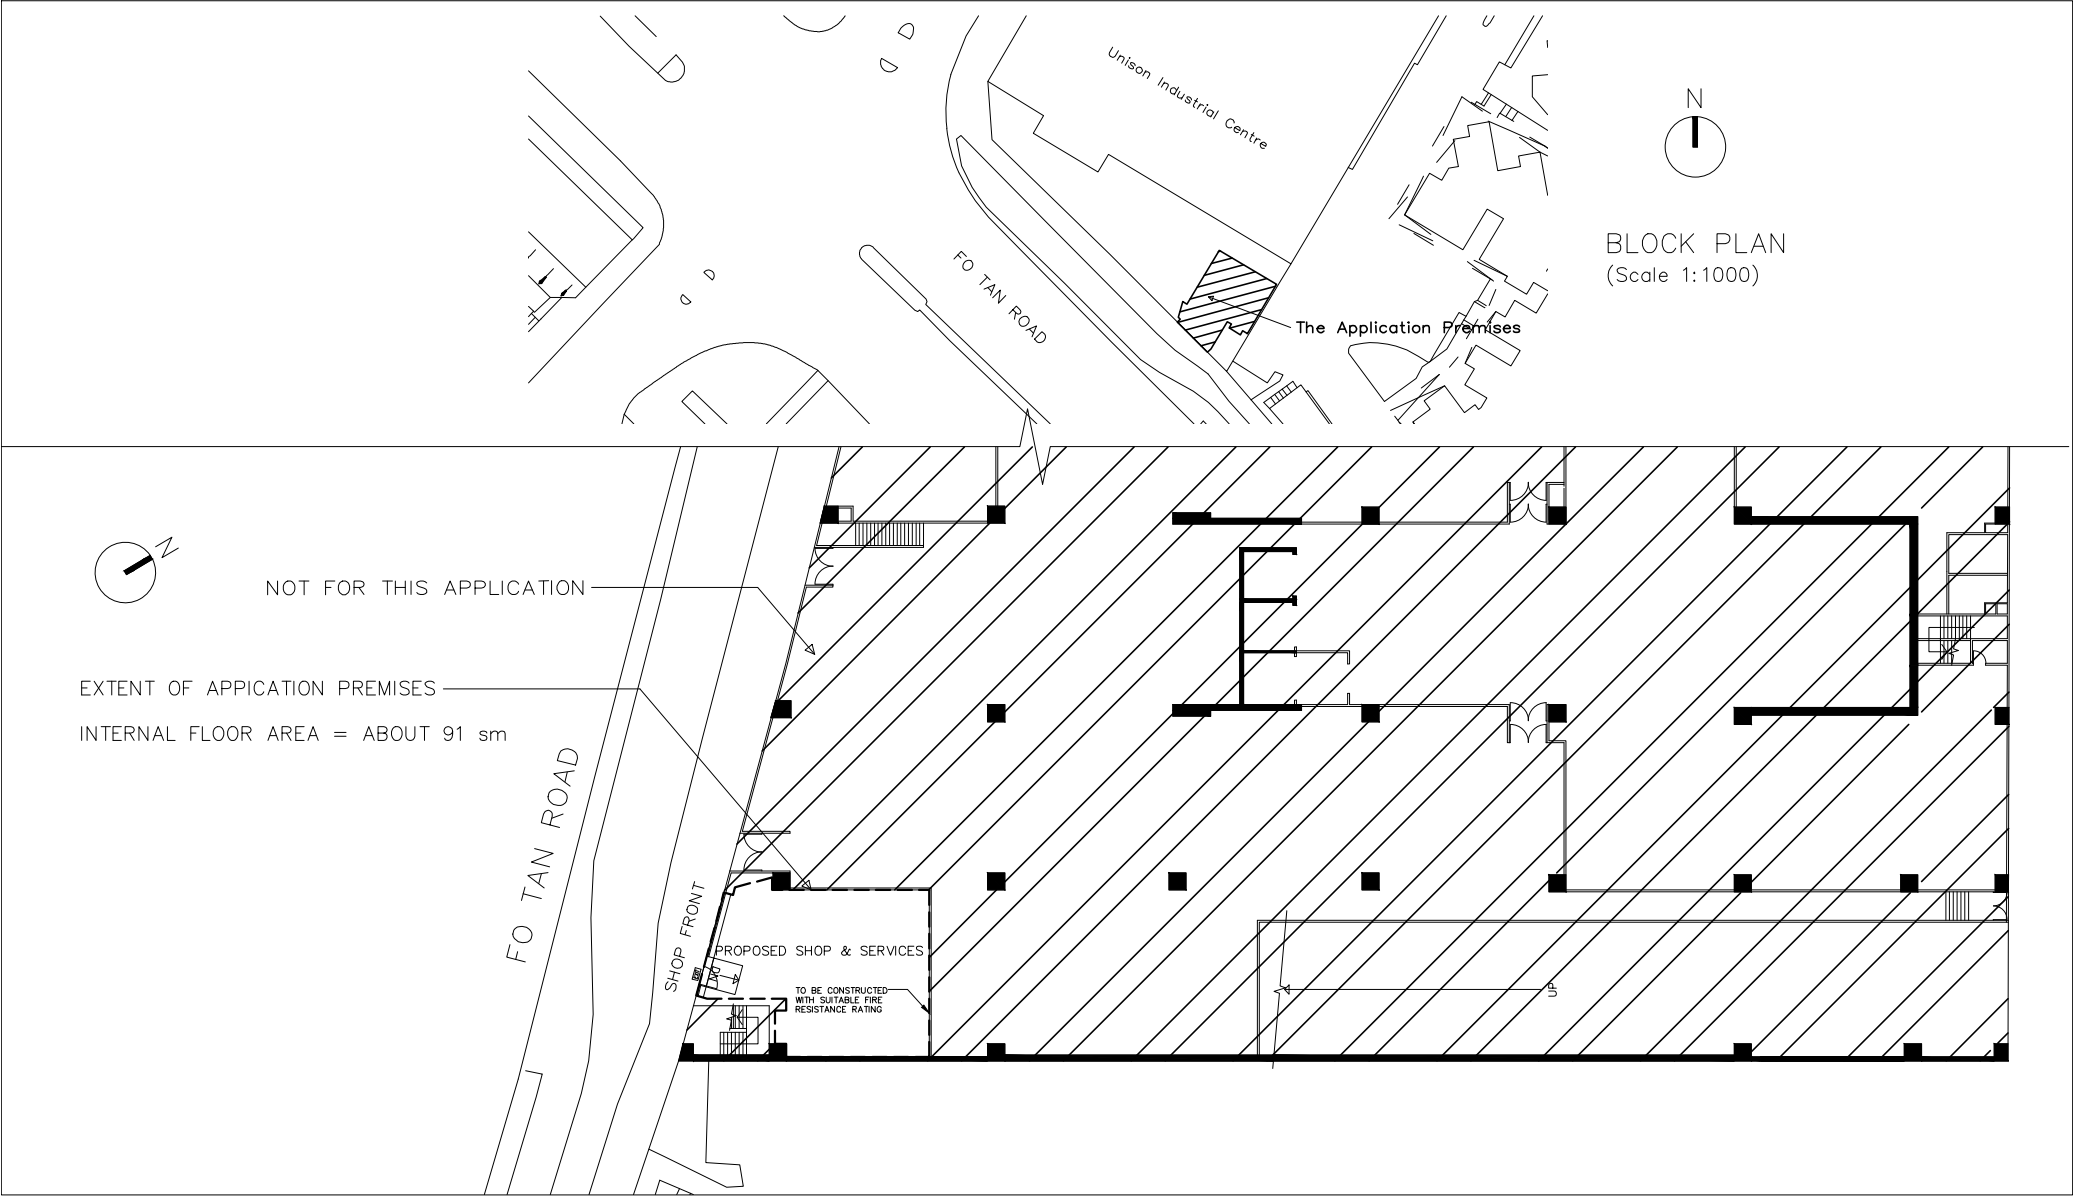 Unison Industrial Centre
N
BLOCK PLAN
(Scale 1:1000)
FO TAN ROAD
The Application Premises
N
NOT FOR THIS APPLICATION
EXTENT OF APPICATION PREMISES
INTERNAL FLOOR AREA = ABOUT 91 sm
FO TAN ROAD
SHOP FRONT
PROPOSED SHOP & SERVICES
DN
TO BE CONSTRUCTED
WITH SUITABLE FIRE
RESISTANCE RATING
UP